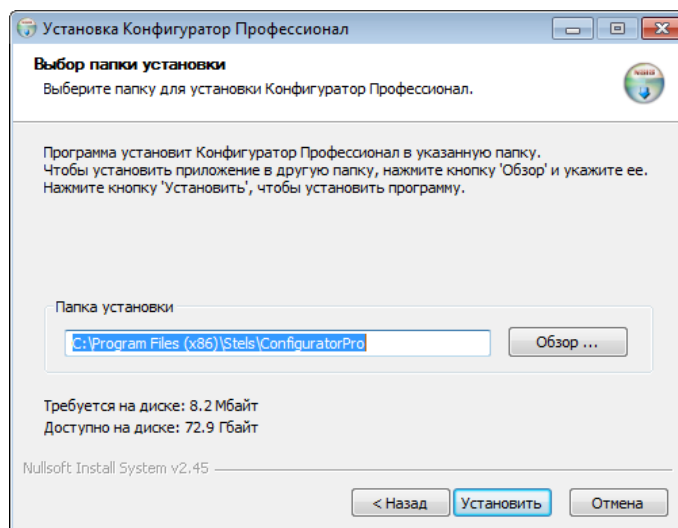 Установка Конфигуратор Профессионал
Выбор папки установки
Выберите папку для установки Конфигуратор Профессионал.
Программа установит Конфигуратор Профессионал в указанную папку.
Чтобы установить приложение в другую папку, нажмите кнопку 'Обзор' и укажите ее.
Нажмите кнопку 'Установить', чтобы установить программу.
Папка установки
C:\Program Files (x86)\Stels\ConfiguratorPro
Обзор ...
Требуется на диске: 8.2 Мбайт
Доступно на диске: 72.9 Гбайт
Nullsoft Install System v2.45
< Назад
Установить
Отмена